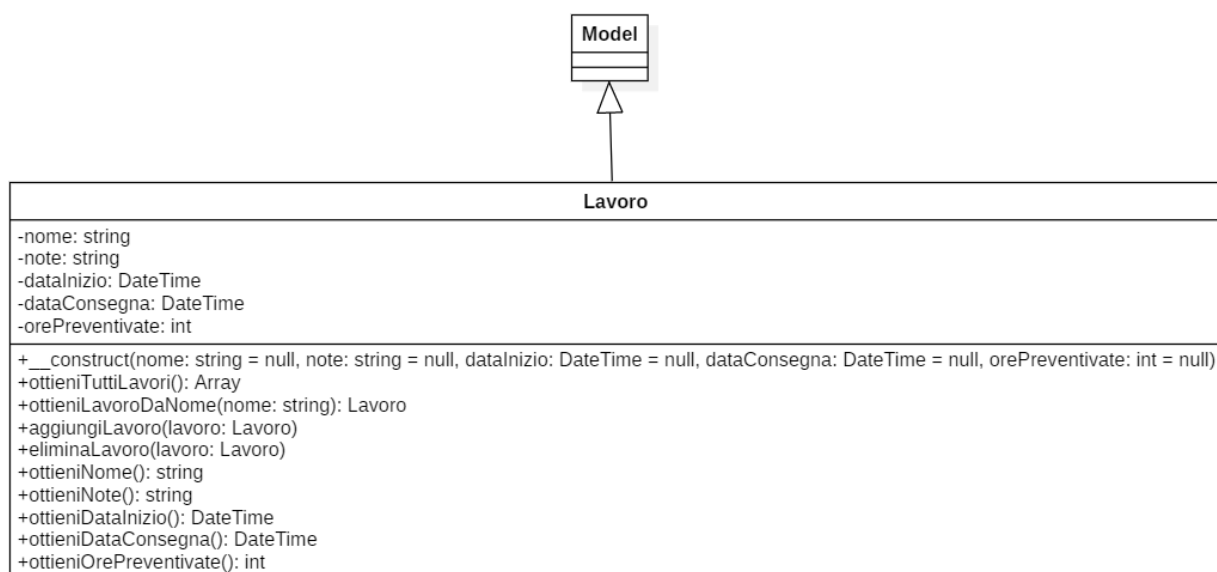 Model
Lavoro
-nome: string
-note: string
-dataInizio: DateTime
-dataConsegna: DateTime
-orePreventivate: int
+__construct(nome: string = null, note: string = null, dataInizio: DateTime = null, dataConsegna: DateTime = null, orePreventivate: int = null)
+ottieniTuttiLavori(): Array
+ottieniLavoroDaNome(nome: string): Lavoro
+aggiungiLavoro(lavoro: Lavoro)
+eliminaLavoro(lavoro: Lavoro)
+ottieniNome(): string
+ottieniNote(): string
+ottieniDataInizio(): DateTime
+ottieniDataConsegna(): DateTime
+ottieniOrePreventivate(): int